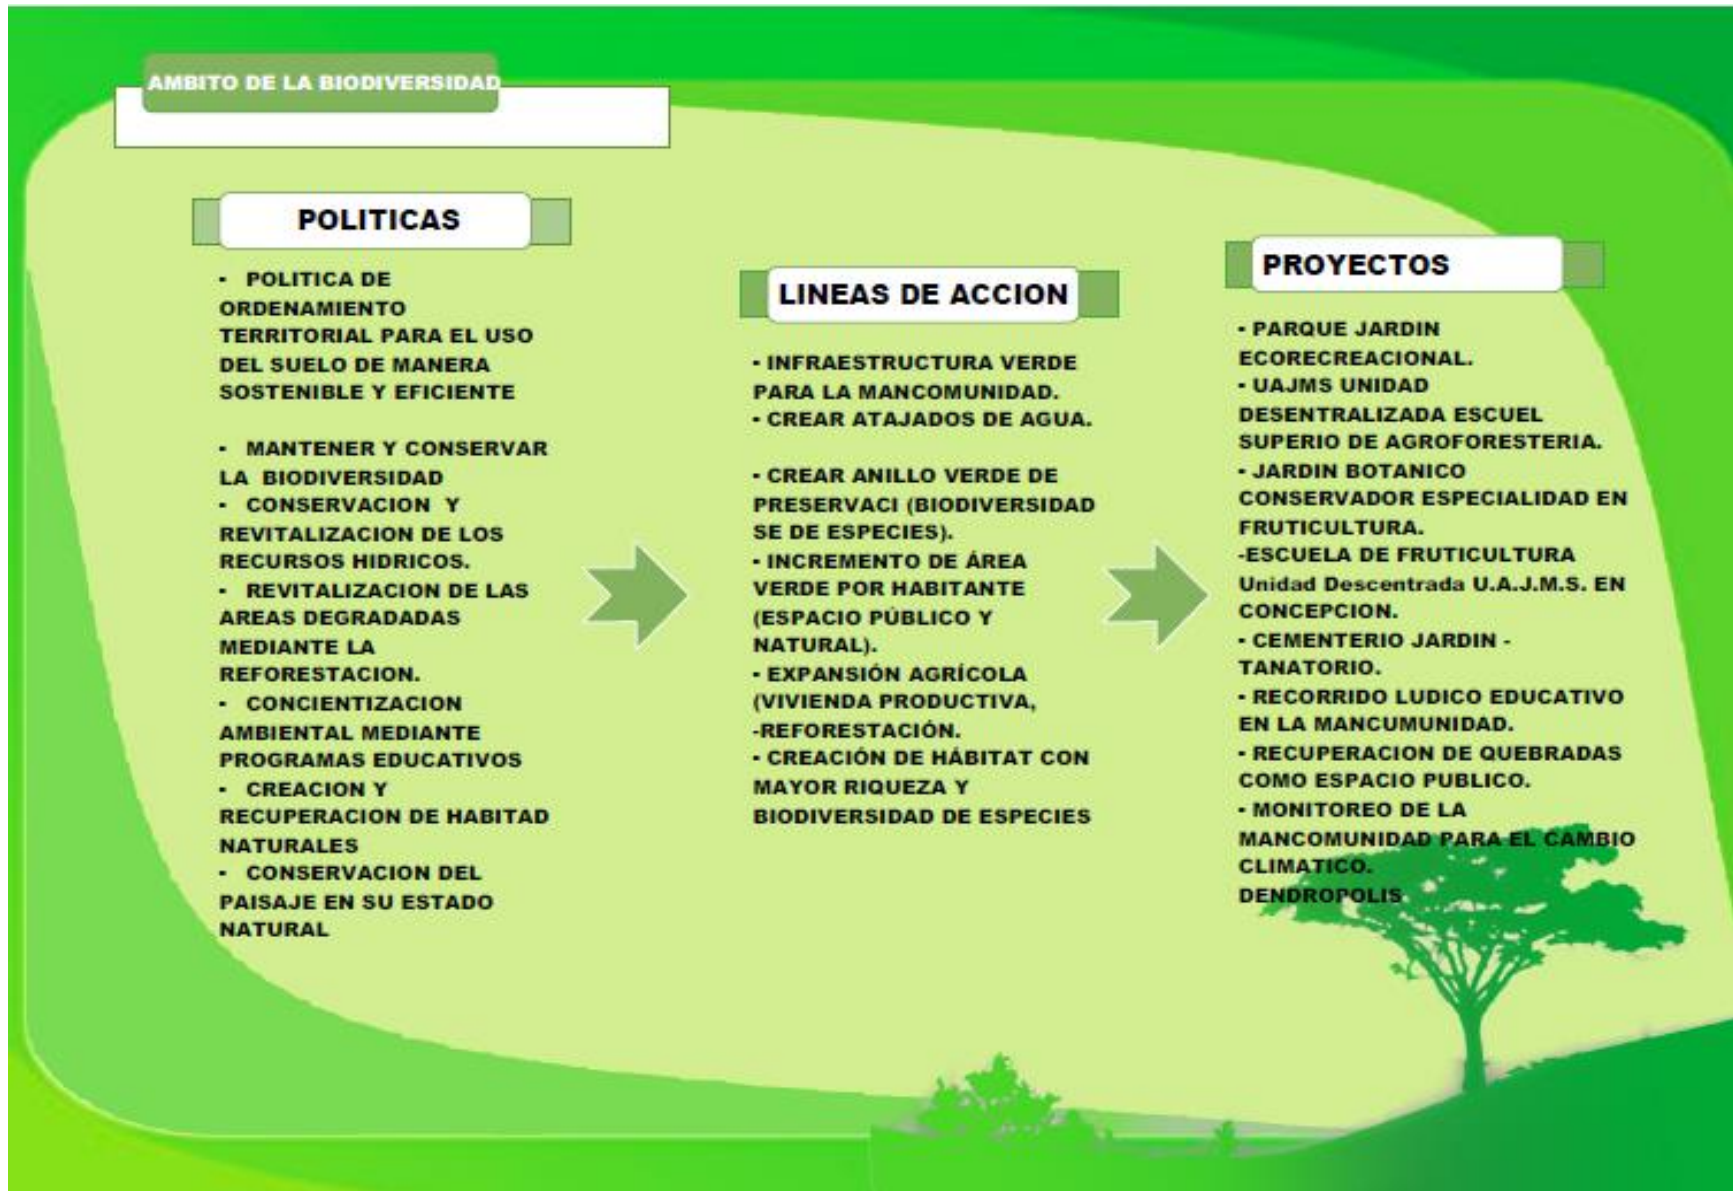 AMBITO DE LA BIODIVERSIDAD
POLITICAS
- POLITICA DE
ORDENAMIENTO
TERRITORIAL PARA EL USO
DEL SUELO DE MANERA
SOSTENIBLE Y EFICIENTE
- MANTENER Y CONSERVAR
LA BIODIVERSIDAD
- CONSERVACION Y
REVITALIZACION DE LOS
RECURSOS HIDRICOS.
- REVITALIZACION DE LAS
AREAS DEGRADADAS
MEDIANTE LA
REFORESTACION.
- CONCIENTIZACION
AMBIENTAL MEDIANTE
PROGRAMAS EDUCATIVOS
- CREACION Y
RECUPERACION DE HABITAD
NATURALES
- CONSERVACION DEL
PAISAJE EN SU ESTADO
NATURAL
LINEAS DE ACCION
- INFRAESTRUCTURA VERDE
PARA LA MANCOMUNIDAD.
- CREAR ATAJADOS DE AGUA.
- CREAR ANILLO VERDE DE
PRESERVACI (BIODIVERSIDAD
SE DE ESPECIES).
- INCREMENTO DE ÁREA
VERDE POR HABITANTE
(ESPACIO PÚBLICO Y
NATURAL).
- EXPANSIÓN AGRÍCOLA
(VIVIENDA PRODUCTIVA,
-REFORESTACIÓN.
- CREACIÓN DE HÁBITAT CON
MAYOR RIQUEZA Y
BIODIVERSIDAD DE ESPECIES
PROYECTOS
- PARQUE JARDIN
ECORECREACIONAL.
- UAJMS UNIDAD
DESENTRALIZADA ESCUEL
SUPERIO DE AGROFORESTERIA.
- JARDIN BOTANICO
CONSERVADOR ESPECIALIDAD EN
FRUTICULTURA.
-ESCUELA DE FRUTICULTURA
Unidad Descentrada U.A.J.M.S. EN
CONCEPCION.
- CEMENTERIO JARDIN -
TANATORIO.
- RECORRIDO LUDICO EDUCATIVO
EN LA MANCUMUNIDAD.
- RECUPERACION DE QUEBRADAS
COMO ESPACIO PUBLICO.
- MONITOREO DE LA
MANCOMUNIDAD PARA EL CAMBIO
CLIMATICO.
DENDROPOLIS